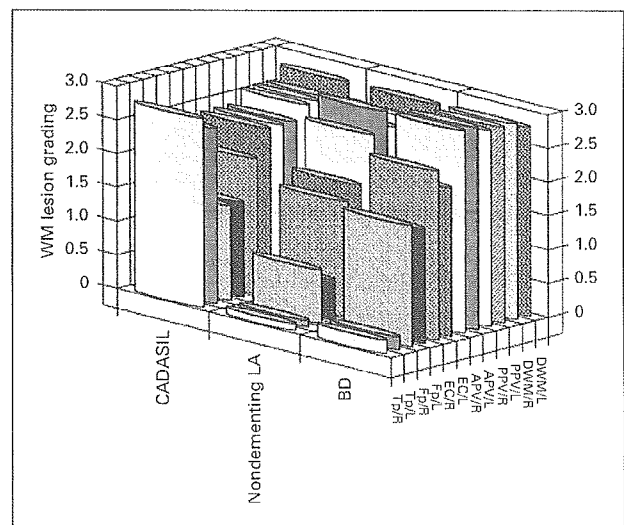 WM lesion grading
3.0
2.5
2.0
1.5
1.0
0.5
0
3.0
2.5
2.0
1.5
1.0
0.5
0
CADASIL
Nondementing LA
BD
Tp/R
Tp/L
Fp/R
Fp/L
EC/R
EC/L
APV/R
APV/L
PPV/R
PPV/L
DWM/R
DWM/L